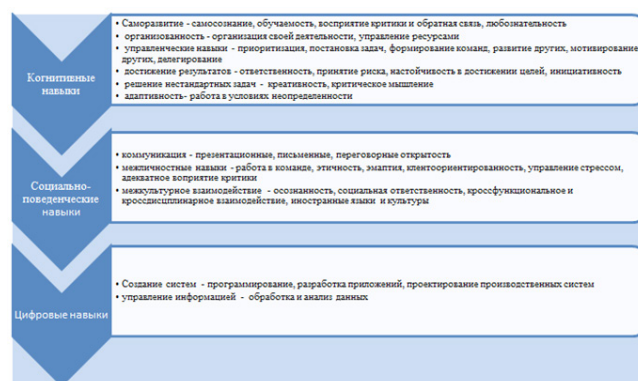 Когнитивные
навыки
• Саморазвитие - самосознание, обучаемость, восприятие критики и обратная связь, любознательность
• организованность - организация своей деятельности, управление ресурсами
• управленческие навыки - приоритизация, постановка задач, формирование команд, развитие других, мотивирование
других, делегирование
• достижение результатов - ответственность, принятие риска, настойчивость в достижении целей, инициативность
• решение нестандартных задач - креативность, критическое мышление
• адаптивность- работа в условиях неопределенности
Социально-
поведенческие
навыки
• коммуникация - презентационные, письменные, переговорные открытость
• межличностные навыки - работа в команде, этичность, эмаптия, клентоориентированность, управление стрессом,
адекватное воприятие критики
• межкультурное взаимодействие - осознанность, социальная ответственность, кроссфункциональное и
кроссдисциплинарное взаимодействие, иностранные языки и культуры
Цифровые навыки
• Создание систем - программирование, разработка приложений, проектирование производственных систем
• управление информацией - обработка и анализ данных